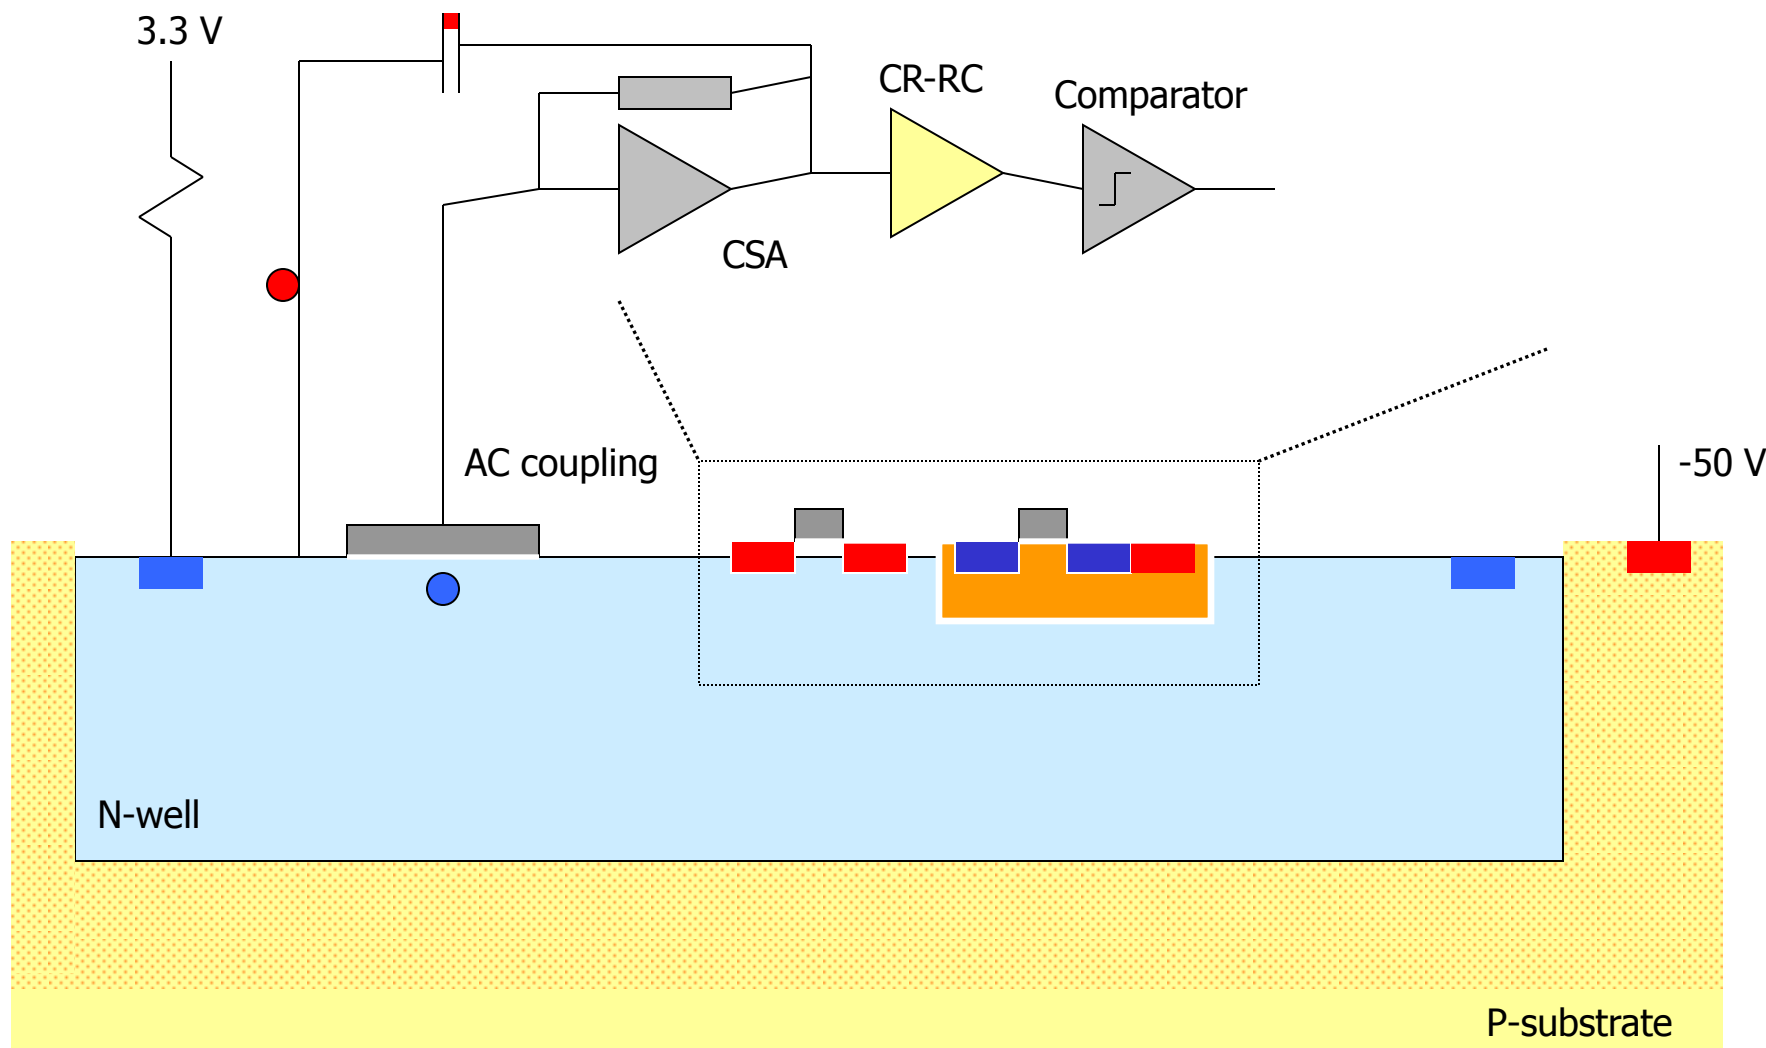 3.3 V
CR-RC
Comparator
CSA
AC coupling
-50 V
N-well
P-substrate